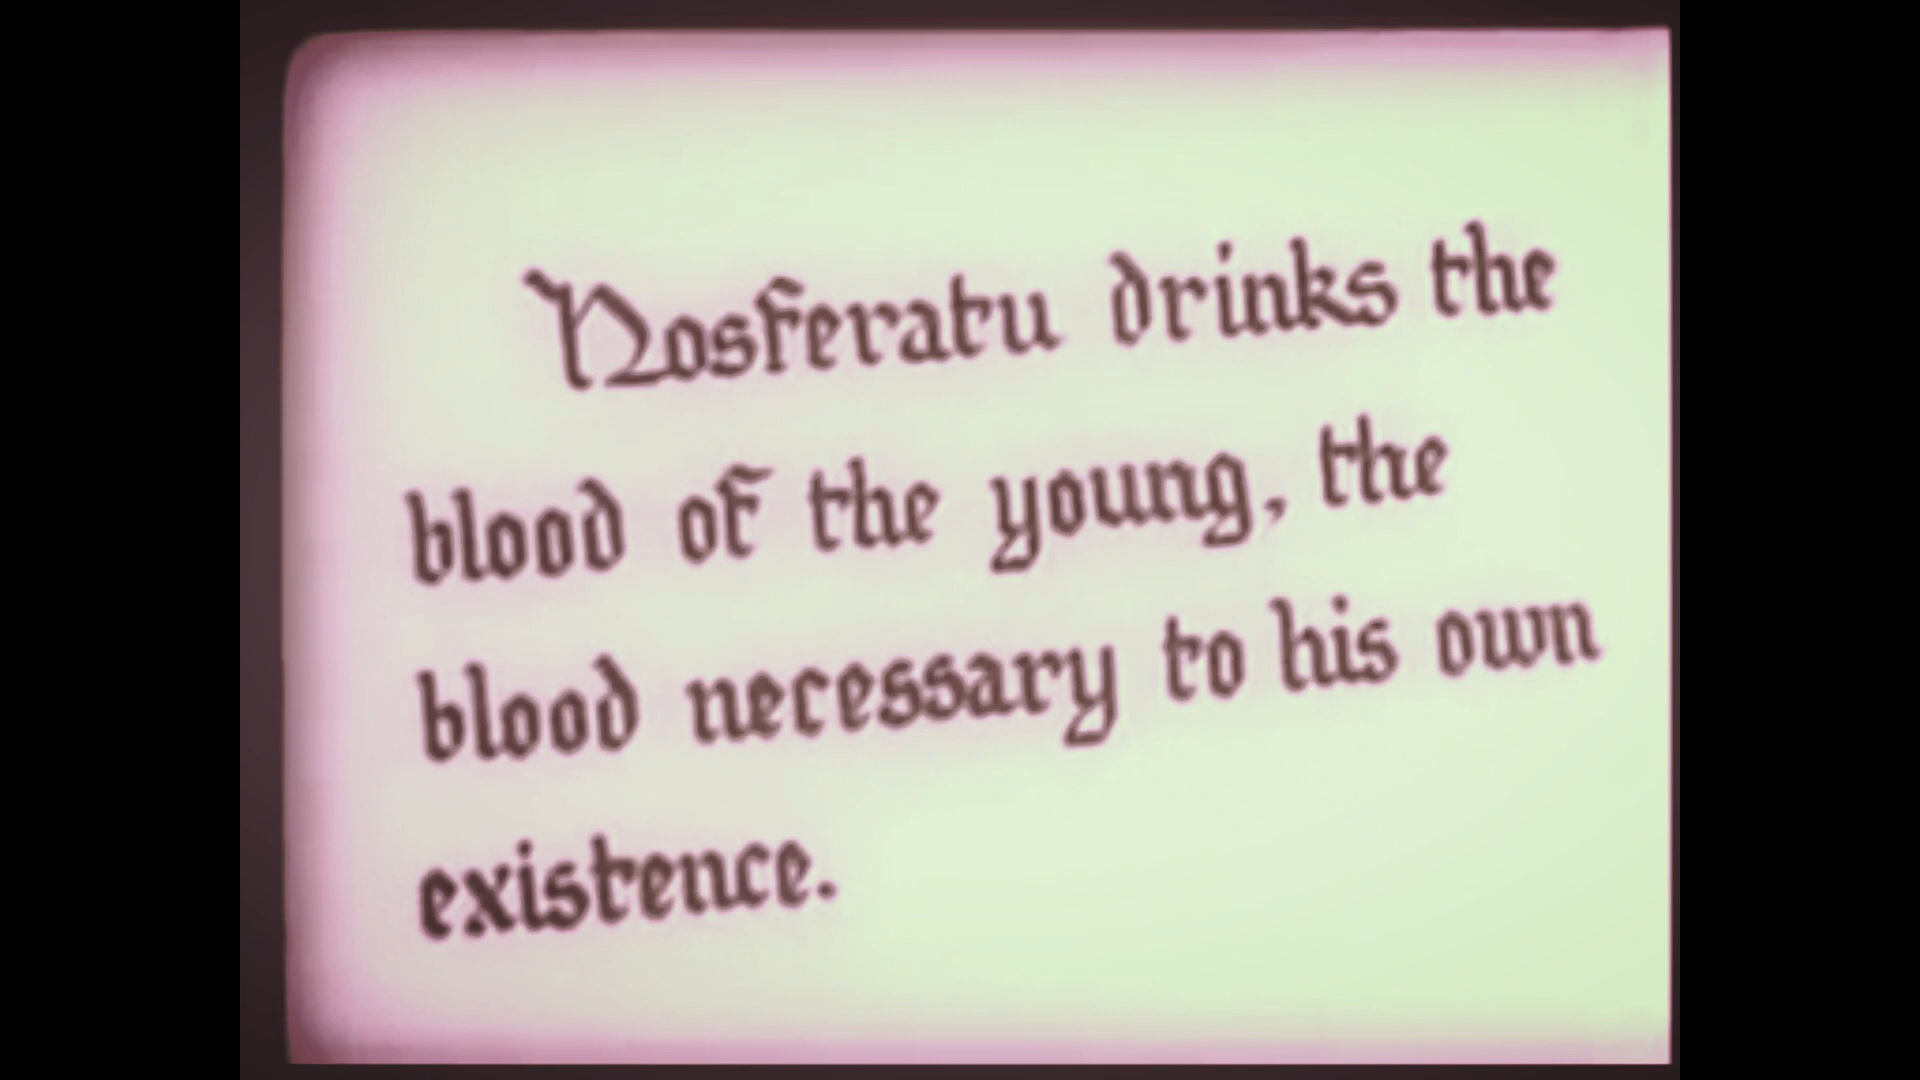 Nosferatu drinks the
blood of the young, the
blood necessary to his own
existence.